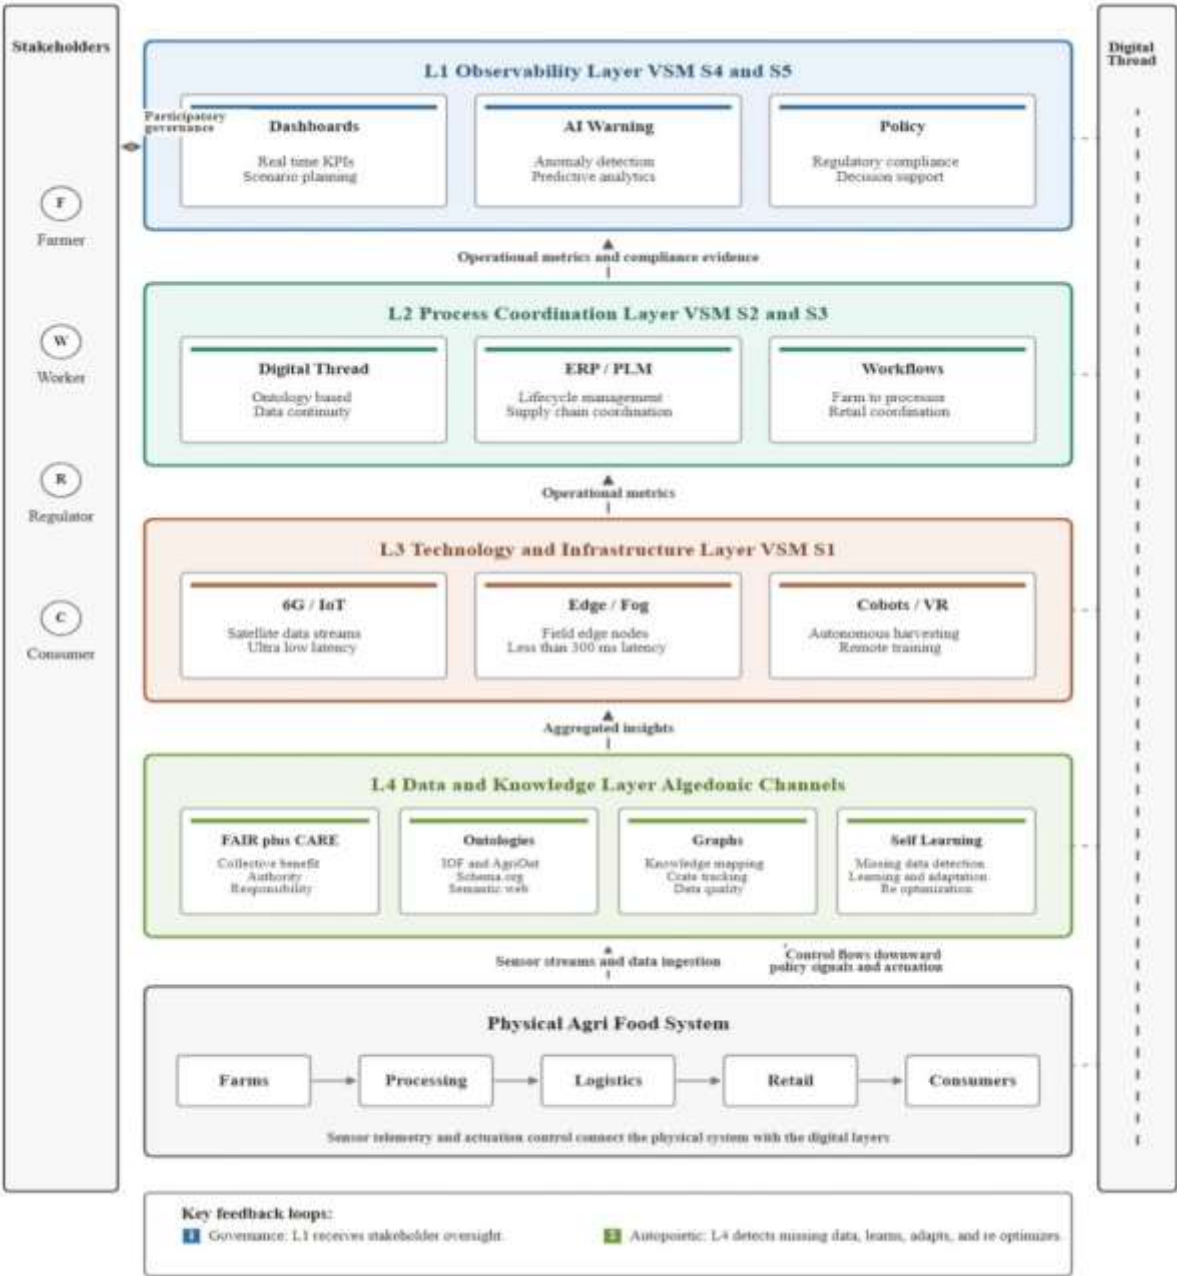 Stakeholders
Participatory
governance
F
Farmer
W
Worker
R
Regulator
C
Consumer
Digital
Thread
L1 Observability Layer VSM S4 and S5
Dashboards
Real time KPIs
Scenario planning
AI Warning
Anomaly detection
Predictive analytics
Policy
Regulatory compliance
Decision support
Operational metrics and compliance evidence
L2 Process Coordination Layer VSM S2 and S3
Digital Thread
Ontology based
Data continuity
ERP / PLM
Lifecycle management
Supply chain coordination
Workflows
Farm to processor
Retail coordination
Operational metrics
L3 Technology and Infrastructure Layer VSM S1
6G / IoT
Satellite data streams
Ultra low latency
Edge / Fog
Field edge nodes
Less than 300 ms latency
Cobots / VR
Autonomous harvesting
Remote training
Aggregated insights
L4 Data and Knowledge Layer Algedonic Channels
FAIR plus CARE
Collective benefit
Authority
Responsibility
Ontologies
IOF and AgriOnt
Schema.org
Semantic web
Graphs
Knowledge mapping
Crate tracking
Data quality
Self Learning
Missing data detection
Learning and adaptation
Re optimization
Sensor streams and data ingestion
Control flows downward
policy signals and actuation
Physical Agri Food System
Farms
Processing
Logistics
Retail
Consumers
Sensor telemetry and actuation control connect the physical system with the digital layers
Key feedback loops:
Governance: L1 receives stakeholder oversight.
Autopoietic: L4 detects missing data, learns, adapts, and re optimizes